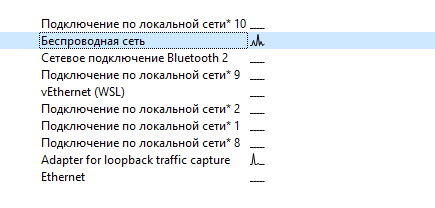 Подключение по локальной сети* 10
Беспроводная сеть
Сетевое подключение Bluetooth 2
Подключение по локальной сети* 9
vEthernet (WSL)
Подключение по локальной сети* 2
Подключение по локальной сети* 1
Подключение по локальной сети* 8
Adapter for loopback traffic capture
Ethernet